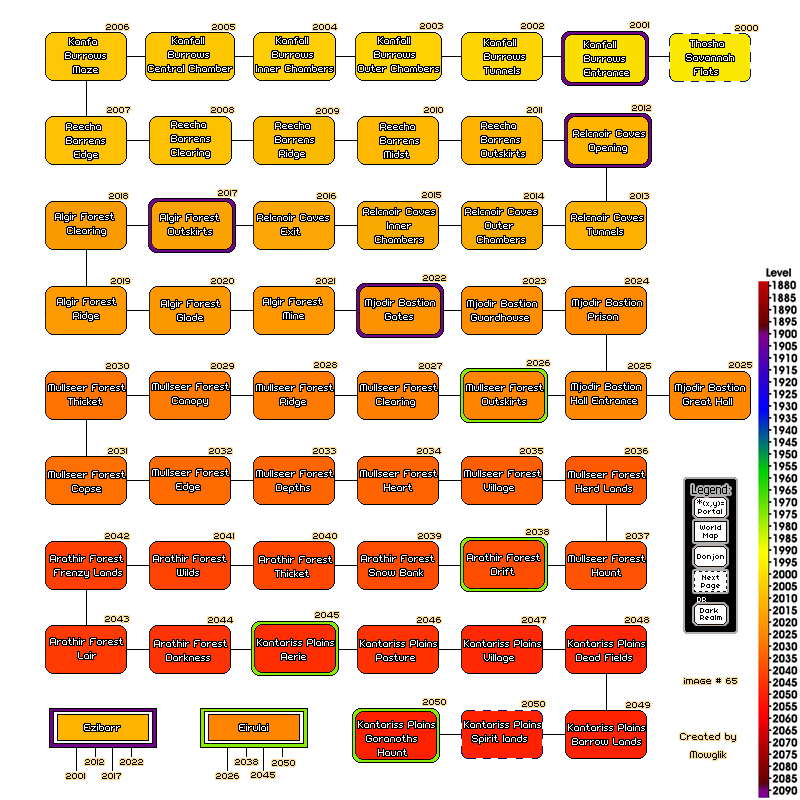 2006
2005
2004
2003
2002
2001
2000
Kanfa
Burrows
Maze
Kanfall
Burrows
Central Chamber
Kanfall
Burrows
Inner Chambers
Kanfall
Burrows
Outer Chambers
Kanfall
Burrows
Tunnels
Kanfall
Burrows
Entrance
Thosha
Savannah
Flats
2007
2008
2009
2010
2011
2012
Reecha
Barrens
Edge
Reecha
Barrens
Clearing
Reecha
Barrens
Ridge
Reecha
Barrens
Midst
Reecha
Barrens
Outskirts
Relcnoir Caves
Opening
2018
2017
2016
2015
2014
2013
Algir Forest
Clearing
Algir Forest
Outskirts
Relcnoir Caves
Exit
Relcnoir Caves
Inner
Chambers
Relcnoir Caves
Outer
Chambers
Relcnoir Caves
Tunnels
2019
2020
2021
2022
2023
2024
Algir Forest
Ridge
Algir Forest
Glade
Algir Forest
Mine
Mjodir Bastion
Gates
Mjodir Bastion
Guardhouse
Mjodir Bastion
Prison
2030
2029
2028
2027
2026
2025
2025
Mullseer Forest
Thicket
Mullseer Forest
Canopy
Mullseer Forest
Ridge
Mullseer Forest
Clearing
Mullseer Forest
Outskirts
Mjodir Bastion
Hall Entrance
Mjodir Bastion
Great Hall
2031
2032
2033
2034
2035
2036
Mullseer Forest
Copse
Mullseer Forest
Edge
Mullseer Forest
Depths
Mullseer Forest
Heart
Mullseer Forest
Village
Mullseer Forest
Herd Lands
2042
2041
2040
2039
2038
2037
Arathir Forest
Frenzy Lands
Arathir Forest
Wilds
Arathir Forest
Thicket
Arathir Forest
Snow Bank
Arathir Forest
Drift
Mullseer Forest
Haunt
2043
2044
2045
2046
2047
2048
Arathir Forest
Lair
Arathir Forest
Darkness
Kantariss Plains
Aerie
Kantariss Plains
Pasture
Kantariss Plains
Village
Kantariss Plains
Dead Fields
2050
2050
2049
Kantariss Plains
Goranoths
Haunt
Kantariss Plains
Spirit lands
Kantariss Plains
Barrow Lands
Ezibarr
2012
2022
2001
2017
Eirulai
2038
2050
2026
2045
Legend:
*(x,y)=
Portal
World
Map
Donjon
Next
Page
DR
Dark
Realm
image # 65
Created by
Mowglik
Level
1880
1885
1890
1895
1900
1905
1910
1915
1920
1925
1930
1935
1940
1945
1950
1955
1960
1965
1970
1975
1980
1985
1990
1995
2000
2005
2010
2015
2020
2025
2030
2035
2040
2045
2050
2055
2060
2065
2070
2075
2080
2085
2090